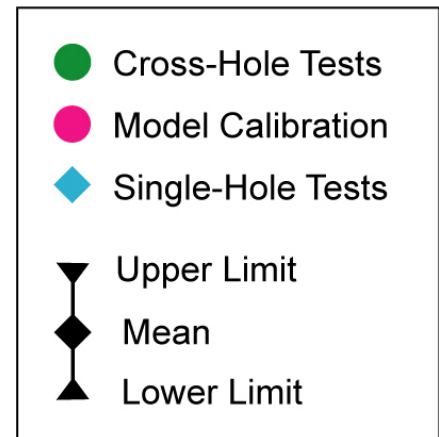 Cross-Hole Tests
Model Calibration
Single-Hole Tests
Upper Limit
Mean
Lower Limit